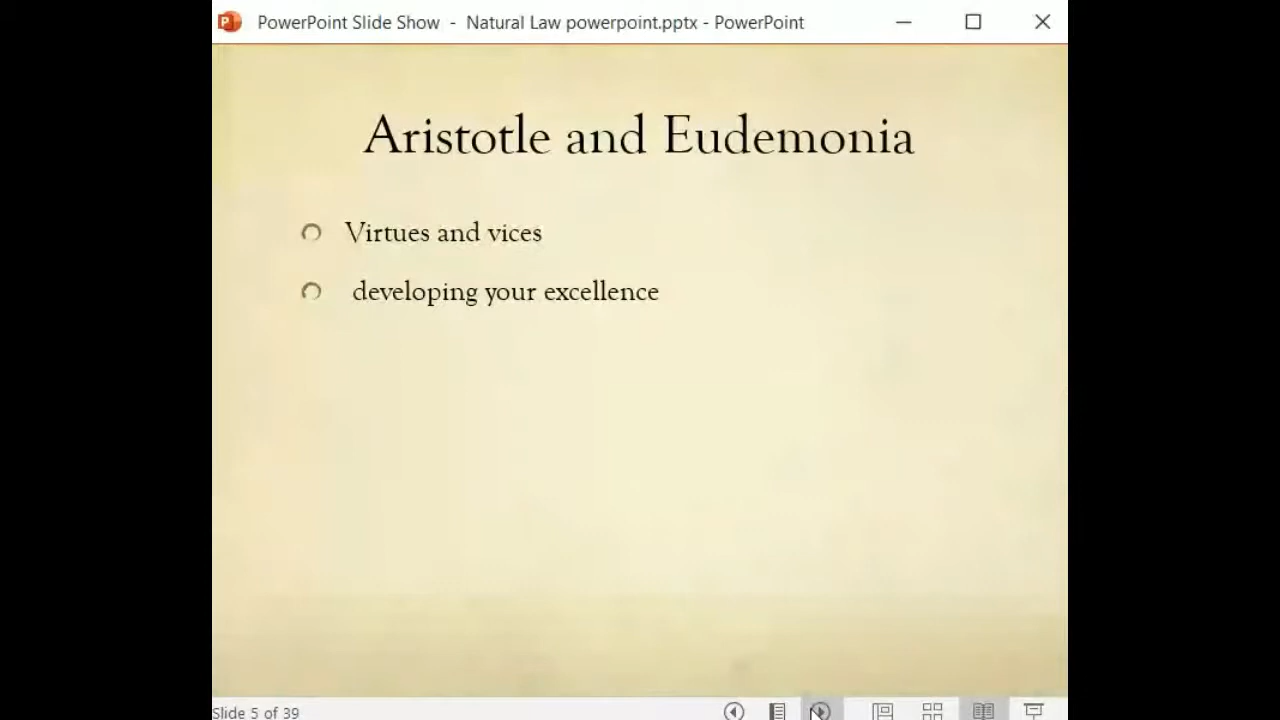 PowerPoint Slide Show - Natural Law powerpoint.pptx - PowerPoint
Aristotle and Eudemonia
Virtues and vices
developing your excellence
Slide 5 of 39